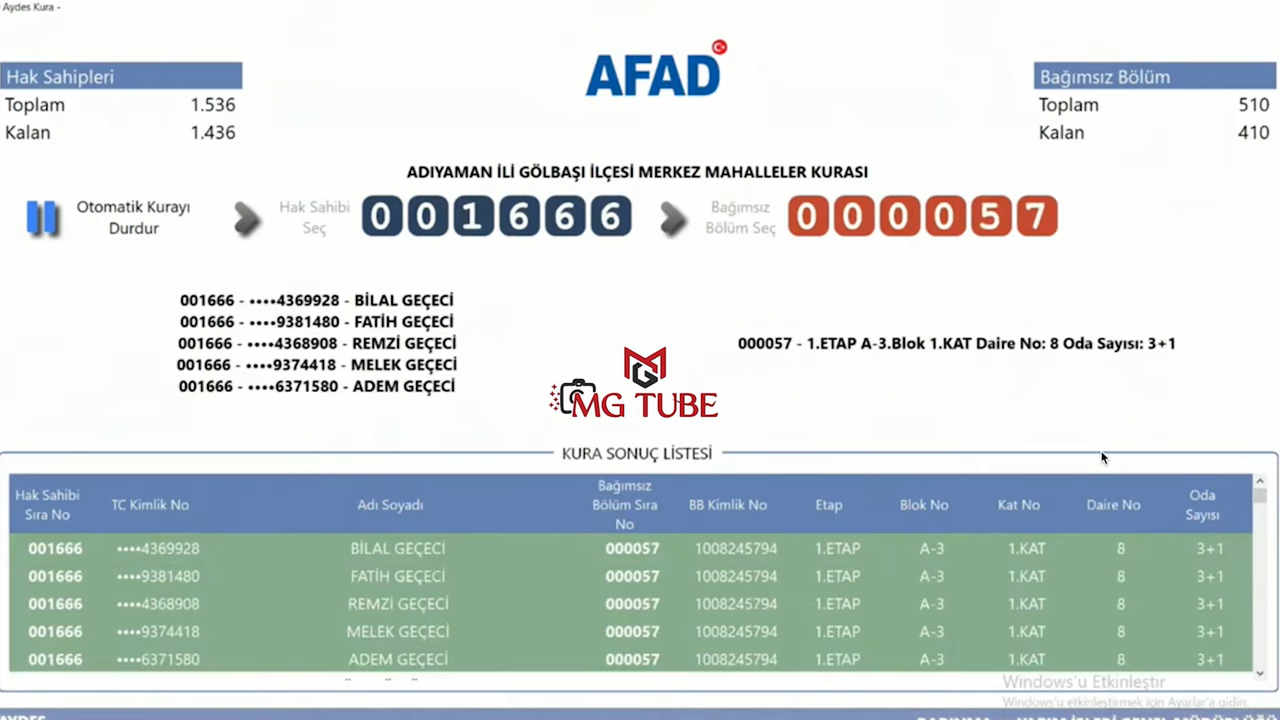 Aydes Kura -
AFAD
Hak Sahipleri
Toplam 1.536
Kalan 1.436
Bağımsız Bölüm
Toplam 510
Kalan 410
ADIYAMAN İLİ GÖLBAŞI İLÇESİ MERKEZ MAHALLELER KURASI
Otomatik Kurayı
Durdur
Hak Sahibi
Seç
001666
Bağımsız
Bölüm Seç
000057
001666 - ••••4369928 - BİLAL GEÇECİ
001666 - ••••9381480 - FATİH GEÇECİ
001666 - ••••4368908 - REMZİ GEÇECİ
001666 - ••••9374418 - MELEK GEÇECİ
001666 - ••••6371580 - ADEM GEÇECİ
000057 - 1.ETAP A-3.Blok 1.KAT Daire No: 8 Oda Sayısı: 3+1
MG TUBE
KURA SONUÇ LİSTESİ
Hak Sahibi Sıra No TC Kimlik No Adı Soyadı Bağımsız Bölüm Sıra No BB Kimlik No Etap Blok No Kat No Daire No Oda Sayısı
001666 ••••4369928 BİLAL GEÇECİ 000057 1008245794 1.ETAP A-3 1.KAT 8 3+1
001666 ••••9381480 FATİH GEÇECİ 000057 1008245794 1.ETAP A-3 1.KAT 8 3+1
001666 ••••4368908 REMZİ GEÇECİ 000057 1008245794 1.ETAP A-3 1.KAT 8 3+1
001666 ••••9374418 MELEK GEÇECİ 000057 1008245794 1.ETAP A-3 1.KAT 8 3+1
001666 ••••6371580 ADEM GEÇECİ 000057 1008245794 1.ETAP A-3 1.KAT 8 3+1
Windows'u Etkinleştir
Windows'u etkinleştirmek için Ayarlar'a gidin.
AYDES